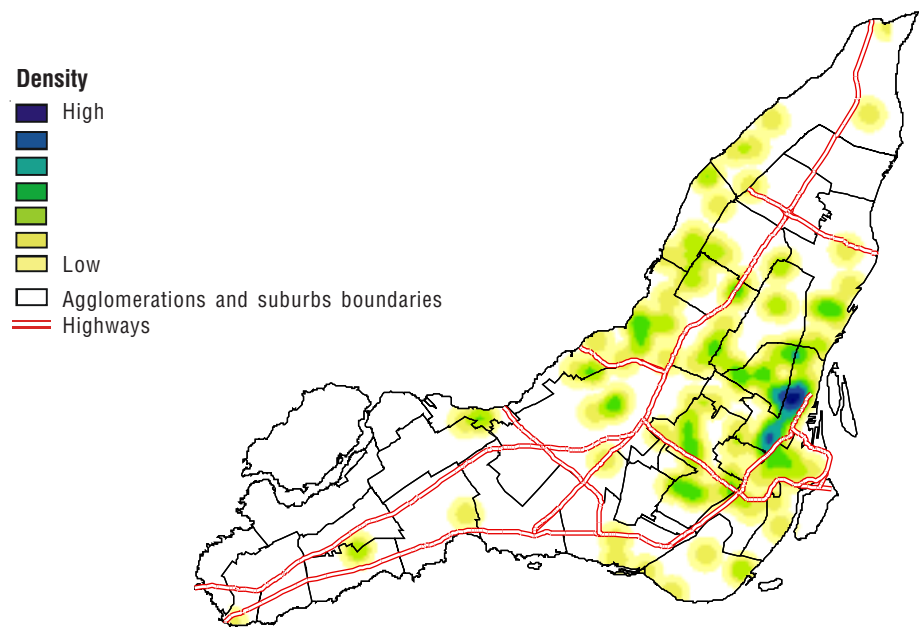 Density
High
Low
Agglomerations and suburbs boundaries
Highways